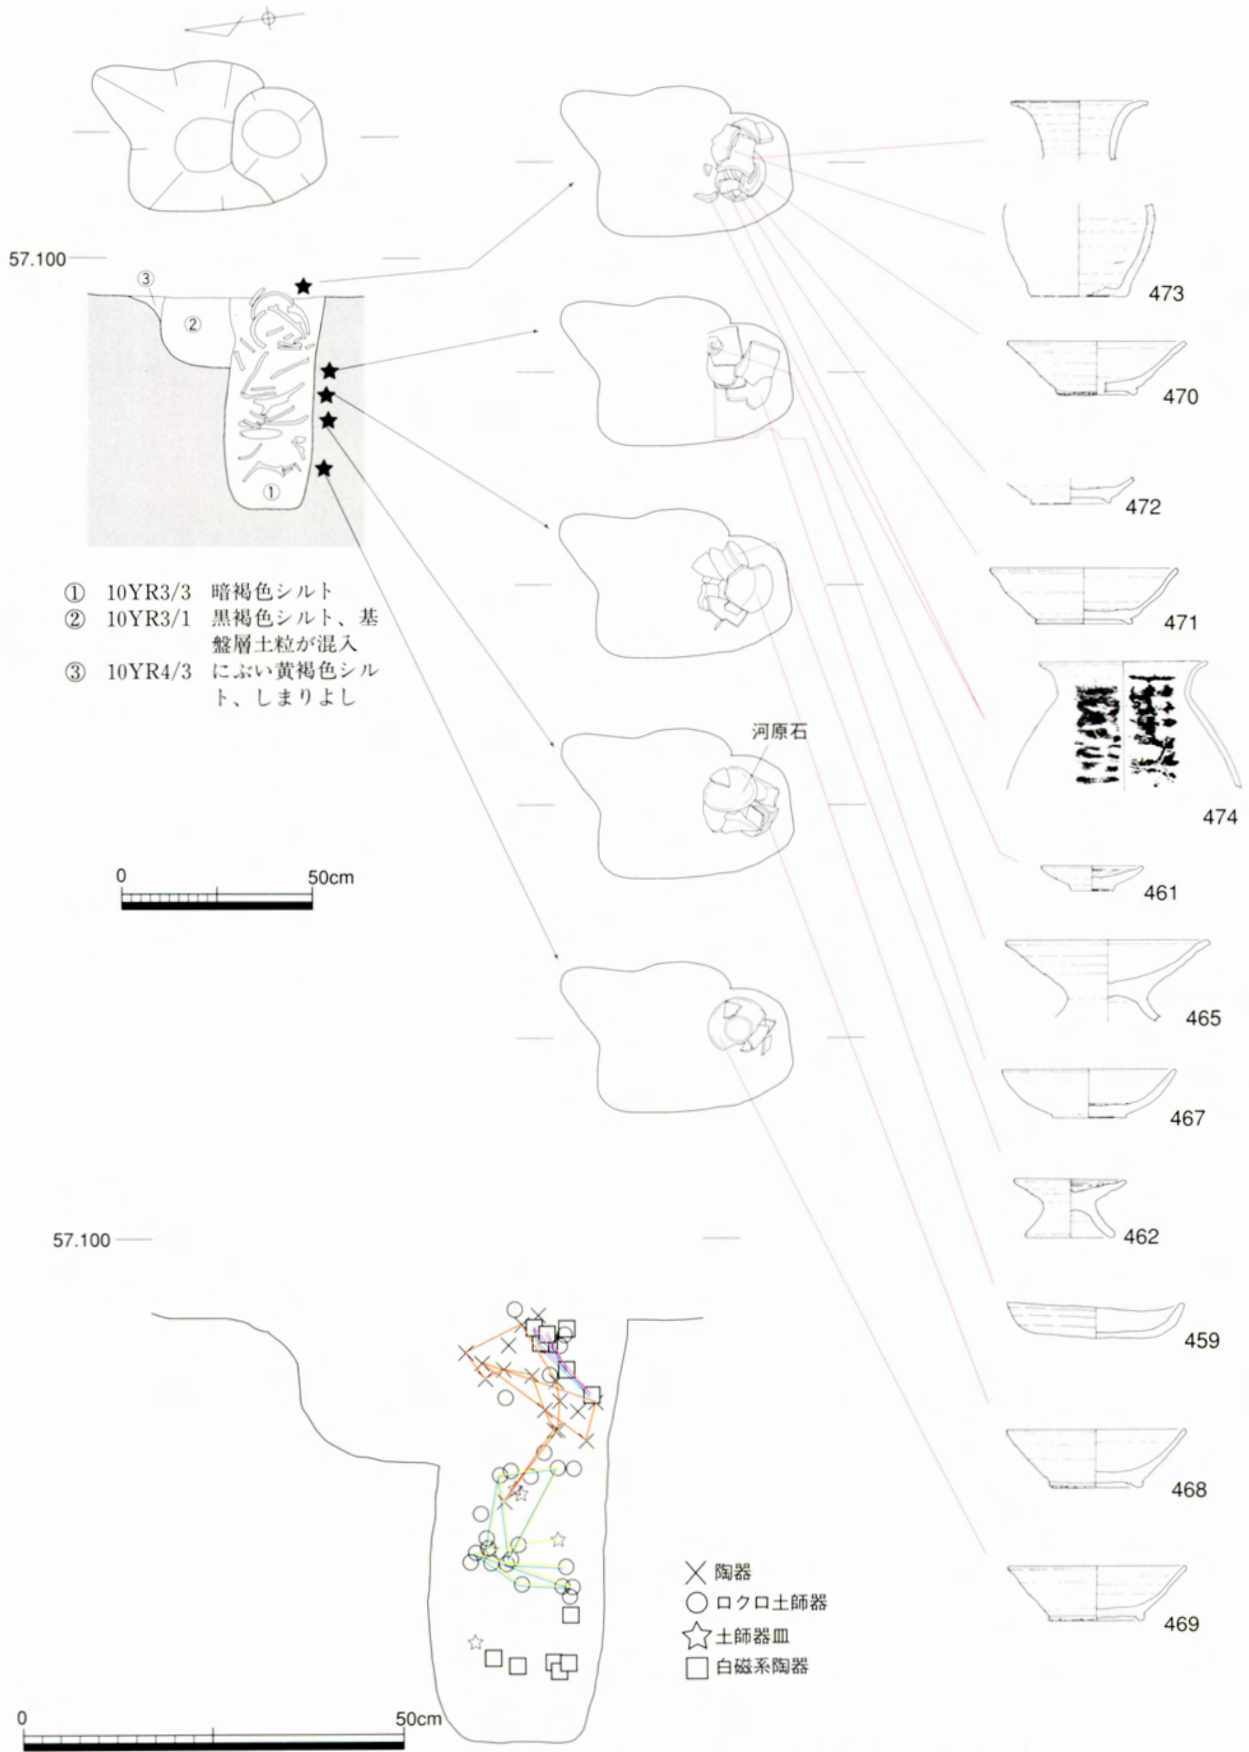 57.100
③
②
①
① 10YR3/3 暗褐色シルト
② 10YR3/1 黒褐色シルト、基
盤層土粒が混入
③ 10YR4/3 にぶい黄褐色シル
ト、しまりよし
0 50cm
河原石
473
470
472
471
474
461
465
467
462
459
468
469
57.100
陶器
ロクロ土師器
土師器皿
白磁系陶器
0 50cm